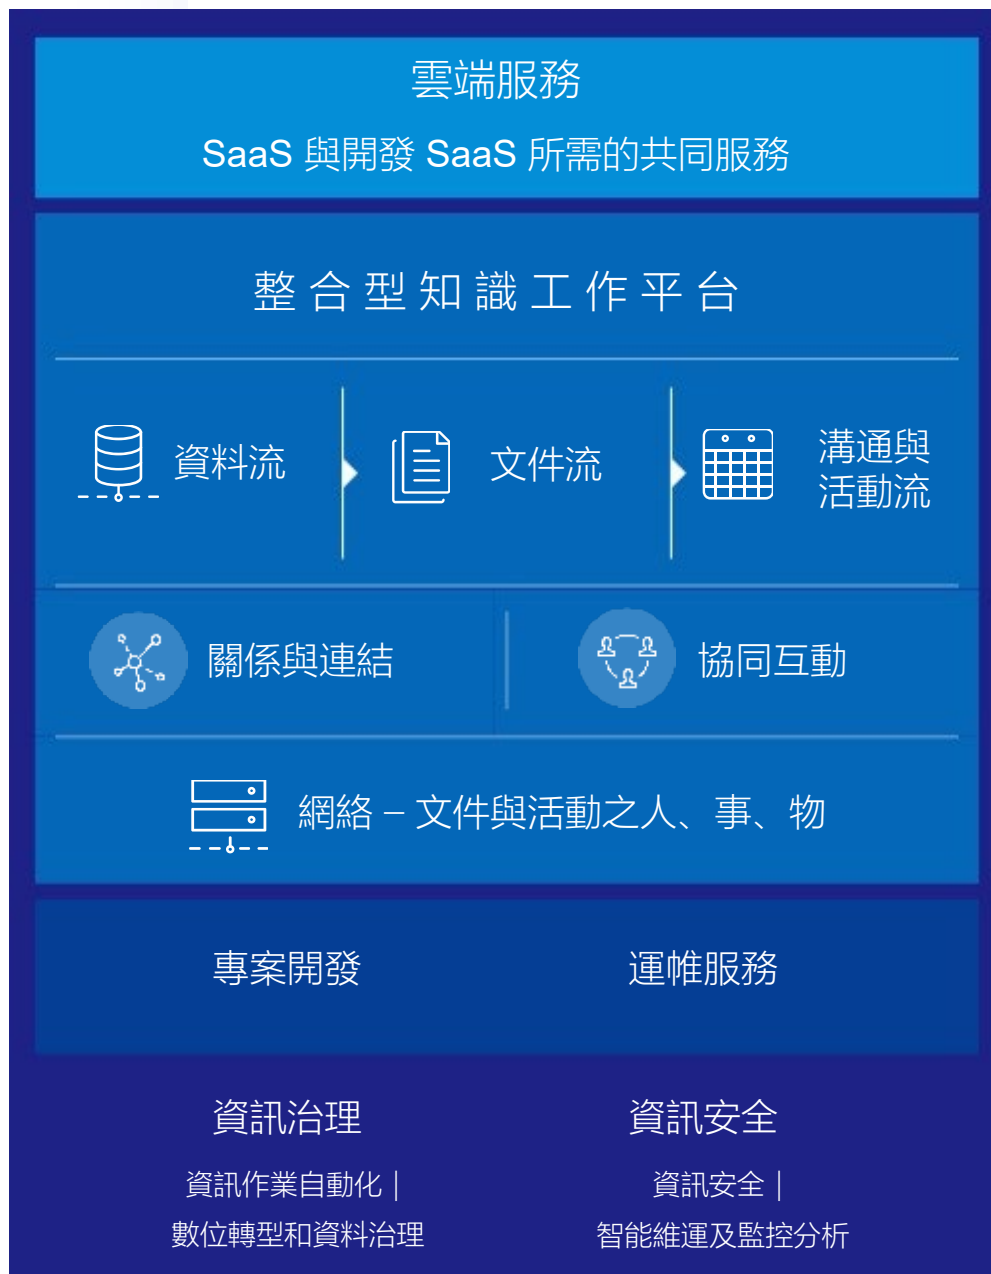 雲端服務
SaaS 與開發 SaaS 所需的共同服務
整合型知識工作平台
資料流
文件流
溝通與
活動流
關係與連結
協同互動
網絡 – 文件與活動之人、事、物
專案開發
運帷服務
資訊治理
資訊作業自動化 |
數位轉型和資料治理
資訊安全
資訊安全 |
智能維運及監控分析